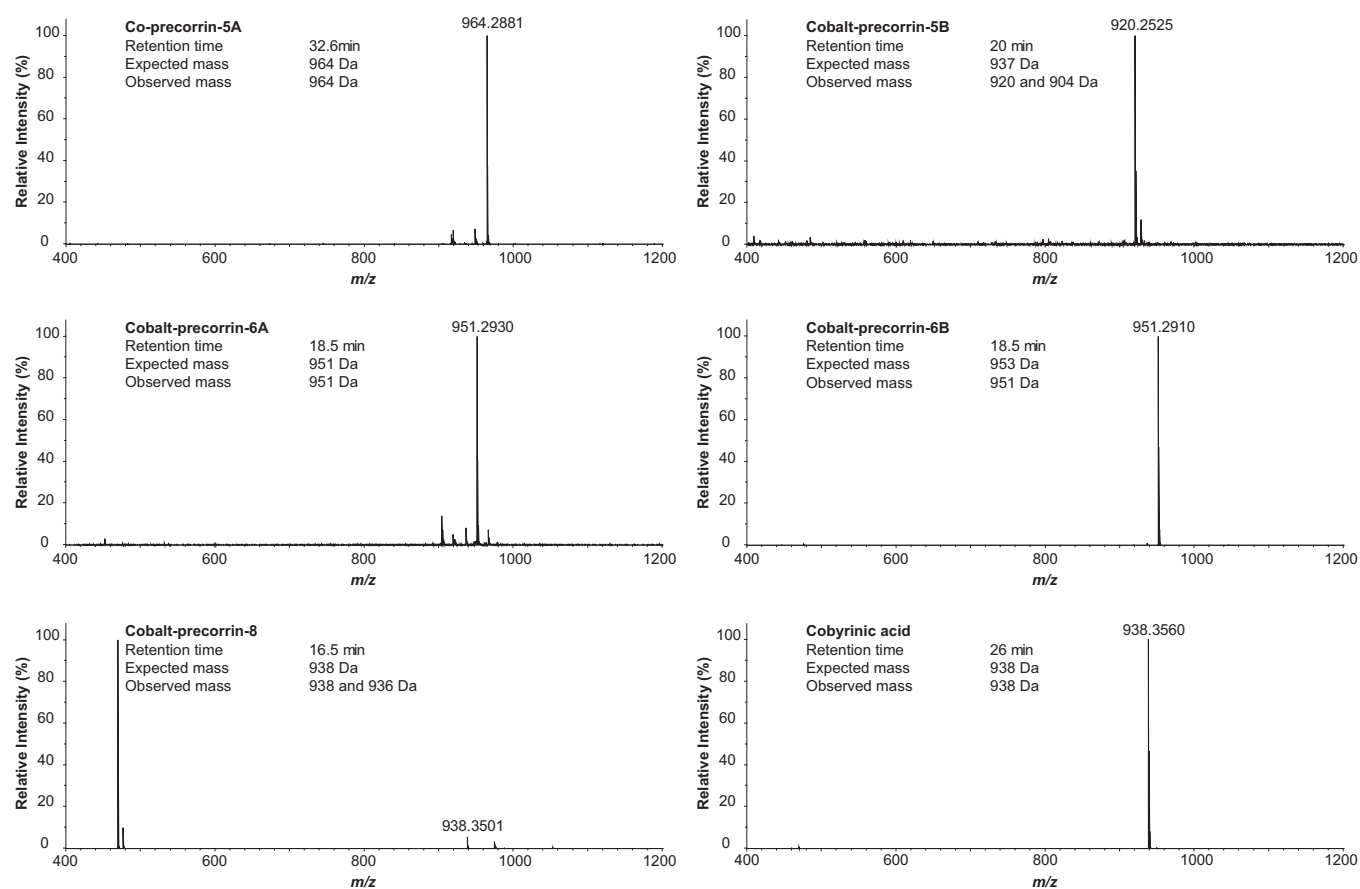 Co-precorrin-5A
Retention time 32.6min
Expected mass 964 Da
Observed mass 964 Da
964.2881
Relative Intensity (%)
100
80
60
40
20
0
400 600 800 1000 1200
m/z
Cobalt-precorrin-5B
Retention time 20 min
Expected mass 937 Da
Observed mass 920 and 904 Da
920.2525
Relative Intensity (%)
100
80
60
40
20
0
400 600 800 1000 1200
m/z
Cobalt-precorrin-6A
Retention time 18.5 min
Expected mass 951 Da
Observed mass 951 Da
951.2930
Relative Intensity (%)
100
80
60
40
20
0
400 600 800 1000 1200
m/z
Cobalt-precorrin-6B
Retention time 18.5 min
Expected mass 953 Da
Observed mass 951 Da
951.2910
Relative Intensity (%)
100
80
60
40
20
0
400 600 800 1000 1200
m/z
Cobalt-precorrin-8
Retention time 16.5 min
Expected mass 938 Da
Observed mass 938 and 936 Da
938.3501
Relative Intensity (%)
100
80
60
40
20
0
400 600 800 1000 1200
m/z
Cobyrinic acid
Retention time 26 min
Expected mass 938 Da
Observed mass 938 Da
938.3560
Relative Intensity (%)
100
80
60
40
20
0
400 600 800 1000 1200
m/z